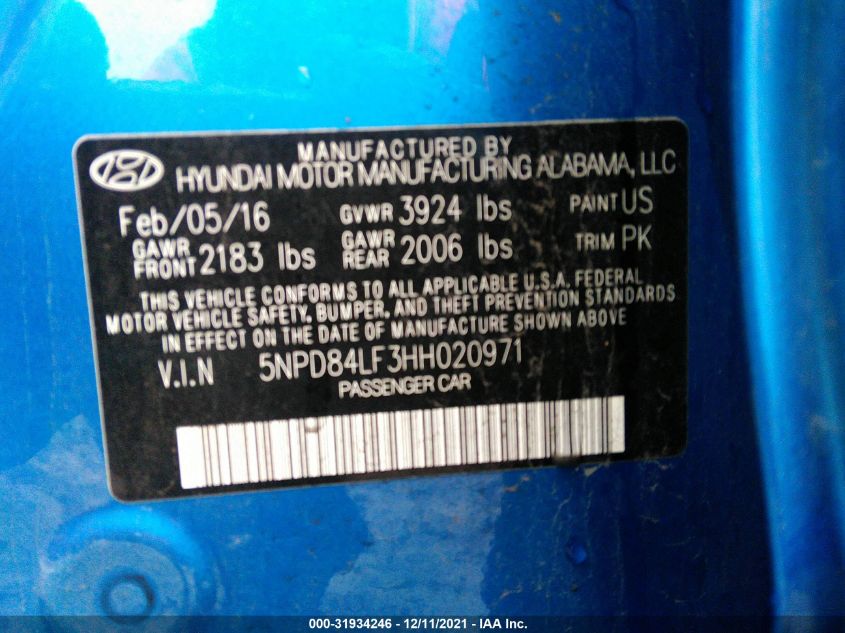 MANUFACTURED BY
HYUNDAI MOTOR MANUFACTURING ALABAMA, LLC
Feb/05/16 GVWR 3924 lbs PAINT US
GAWR FRONT 2183 lbs GAWR REAR 2006 lbs TRIM PK
THIS VEHICLE CONFORMS TO ALL APPLICABLE U.S.A. FEDERAL
MOTOR VEHICLE SAFETY, BUMPER, AND THEFT PREVENTION STANDARDS
IN EFFECT ON THE DATE OF MANUFACTURE SHOWN ABOVE
V.I.N 5NPD84LF3HH020971
PASSENGER CAR
000-31934246 - 12/11/2021 - IAA Inc.